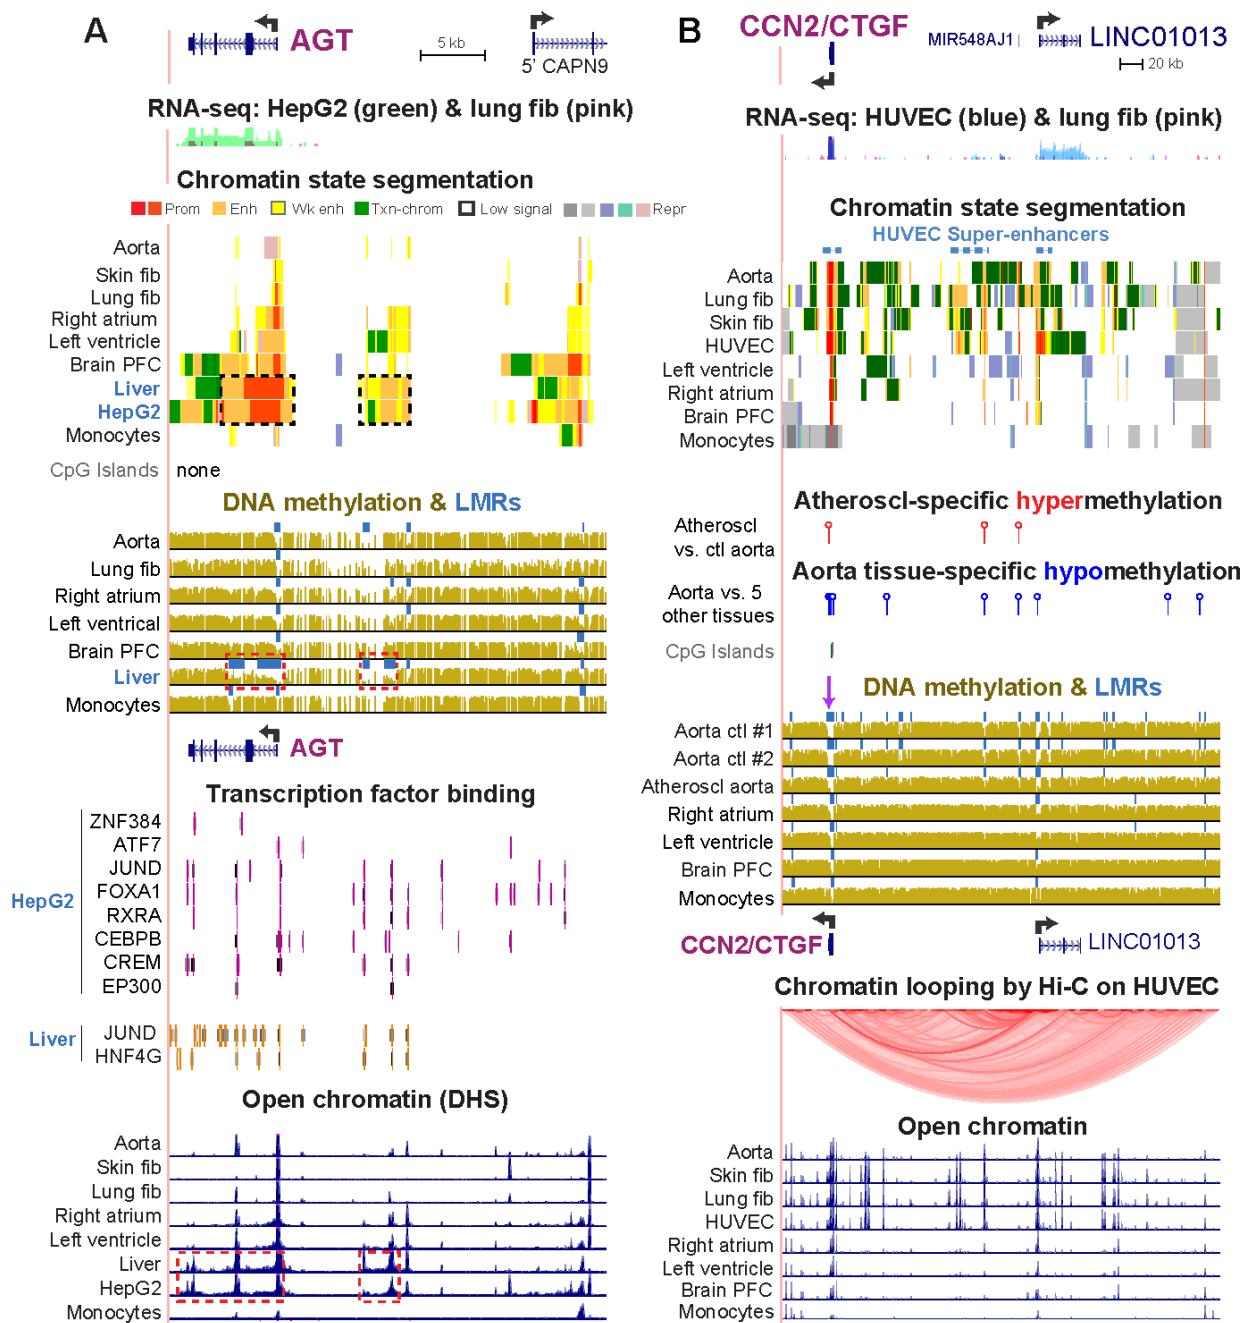 A
AGT
5 kb
5' CAPN9
RNA-seq: HepG2 (green) & lung fib (pink)
Chromatin state segmentation
Prom Enh Wk enh Txn-chrom Low signal Repr
Aorta
Skin fib
Lung fib
Right atrium
Left ventricle
Brain PFC
Liver
HepG2
Monocytes
CpG Islands none
DNA methylation & LMRs
Aorta
Lung fib
Right atrium
Left ventrical
Brain PFC
Liver
Monocytes
AGT
Transcription factor binding
HepG2
ZNF384
ATF7
JUND
FOXA1
RXRA
CEBPB
CREM
EP300
Liver
JUND
HNF4G
Open chromatin (DHS)
Aorta
Skin fib
Lung fib
Right atrium
Left ventricle
Liver
HepG2
Monocytes
B
CCN2/CTGF
MIR548AJ1
LINC01013
20 kb
RNA-seq: HUVEC (blue) & lung fib (pink)
Chromatin state segmentation
HUVEC Super-enhancers
Aorta
Lung fib
Skin fib
HUVEC
Left ventricle
Right atrium
Brain PFC
Monocytes
Atheroscl-specific hypermethylation
Atheroscl
vs. ctl aorta
Aorta tissue-specific hypomethylation
Aorta vs. 5
other tissues
CpG Islands
DNA methylation & LMRs
Aorta ctl #1
Aorta ctl #2
Atheroscl aorta
Right atrium
Left ventricle
Brain PFC
Monocytes
CCN2/CTGF
LINC01013
Chromatin looping by Hi-C on HUVEC
Open chromatin
Aorta
Skin fib
Lung fib
HUVEC
Right atrium
Left ventricle
Brain PFC
Monocytes